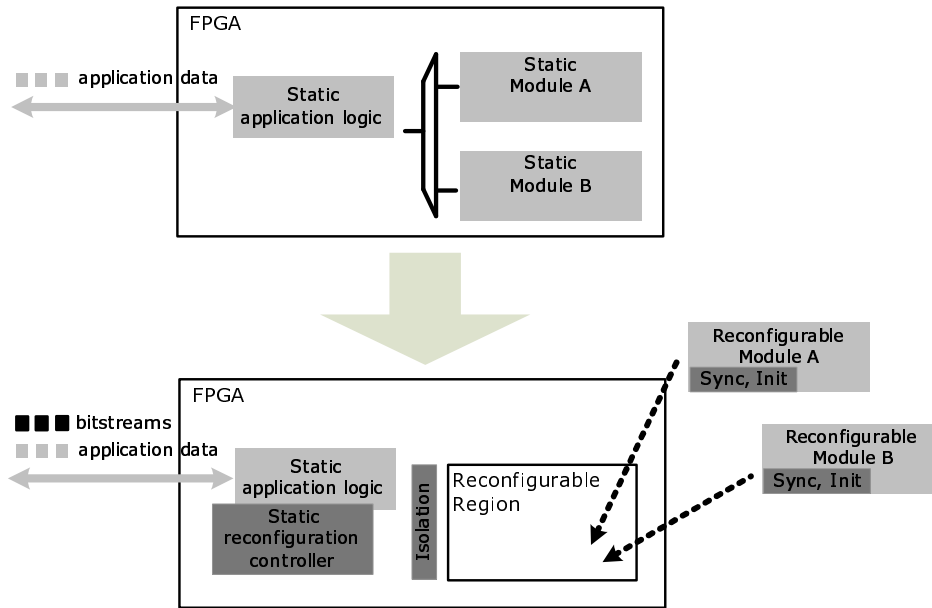 FPGA
application data
Static
application logic
Static
Module A
Static
Module B
FPGA
bitstreams
application data
Static
application logic
Static
reconfiguration
controller
Isolation
Reconfigurable
Region
Reconfigurable
Module A
Sync, Init
Reconfigurable
Module B
Sync, Init